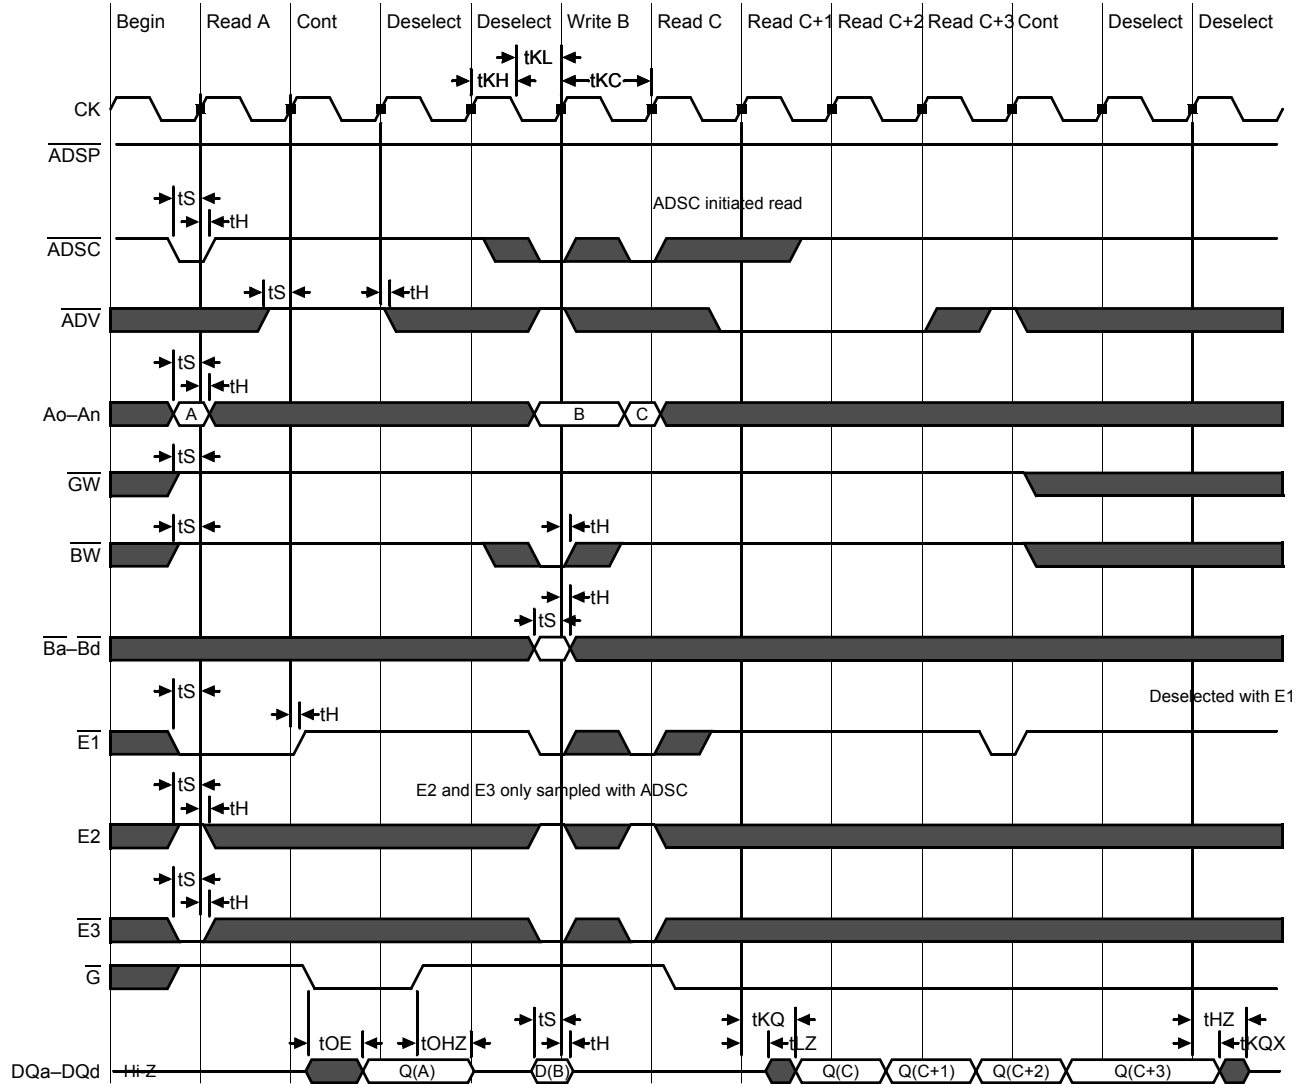 Begin Read A Cont Deselect Deselect Write B Read C Read C+1 Read C+2 Read C+3 Cont Deselect Deselect
tKL
tKH tKC
CK
ADSP
tS
ADSC initiated read
tH
ADSC
tS tH
ADV
tS
tH
Ao–An A B C
tS
GW
tS tH
BW
tH
tS
Ba–Bd
tS
Deselected with E1
tH
E1
tS
E2 and E3 only sampled with ADSC
tH
E2
tS
tH
E3
G
tS tKQ tHZ
tOE tOHZ tH tLZ tKQX
DQa–DQd Hi-Z Q(A) D(B) Q(C) Q(C+1) Q(C+2) Q(C+3)